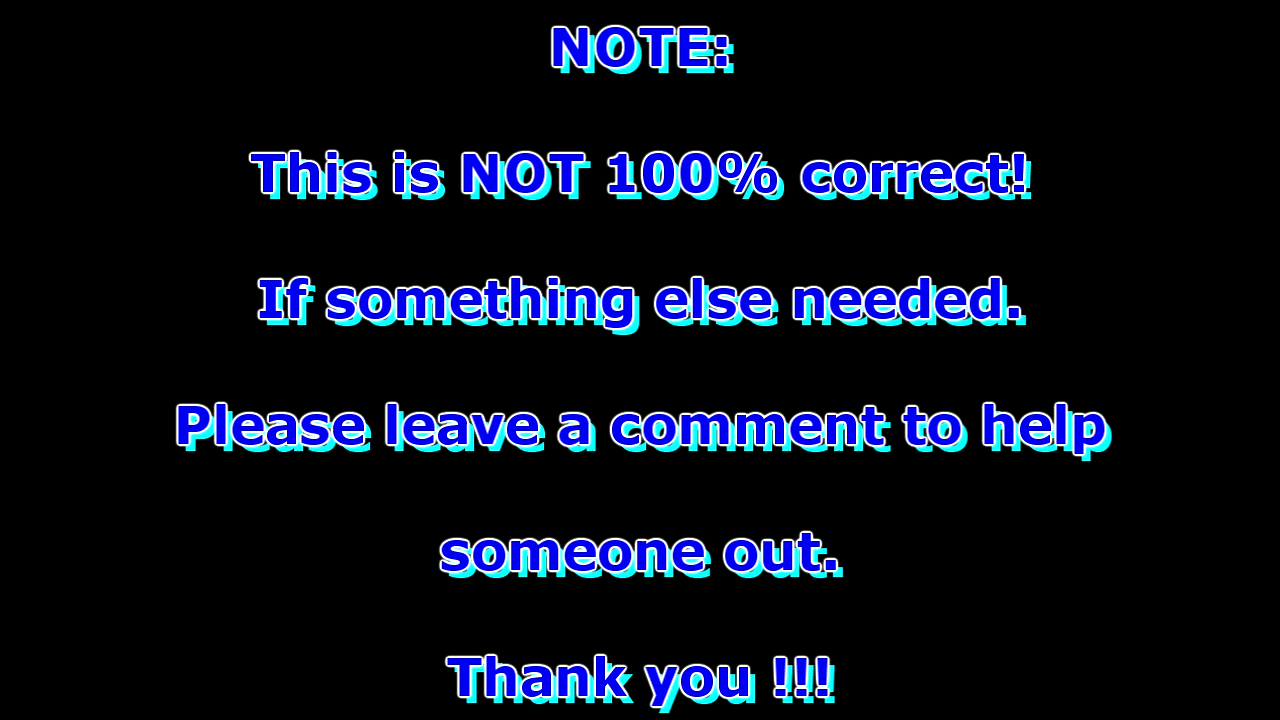 NOTE:
This is NOT 100% correct!
If something else needed.
Please leave a comment to help
someone out.
Thank you !!!